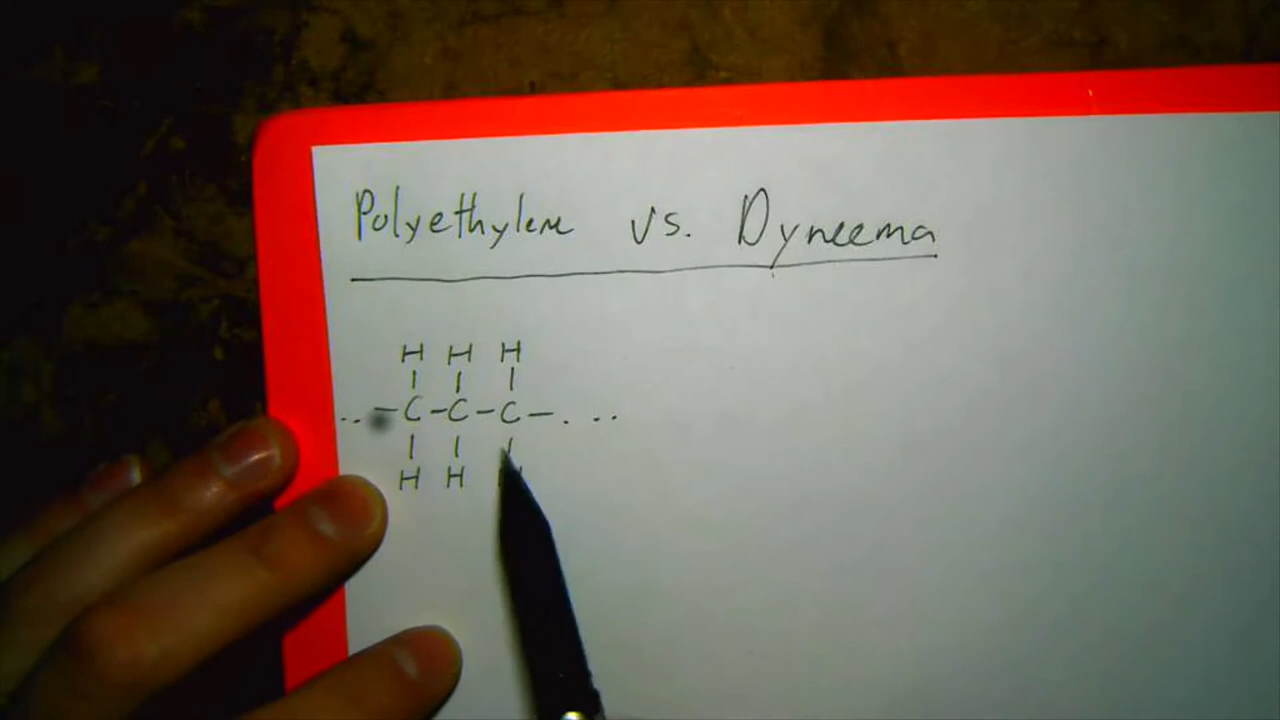 Polyethylene vs. Dyneema
H H H
| | |
.. -C-C-C- . ..
| | |
H H H